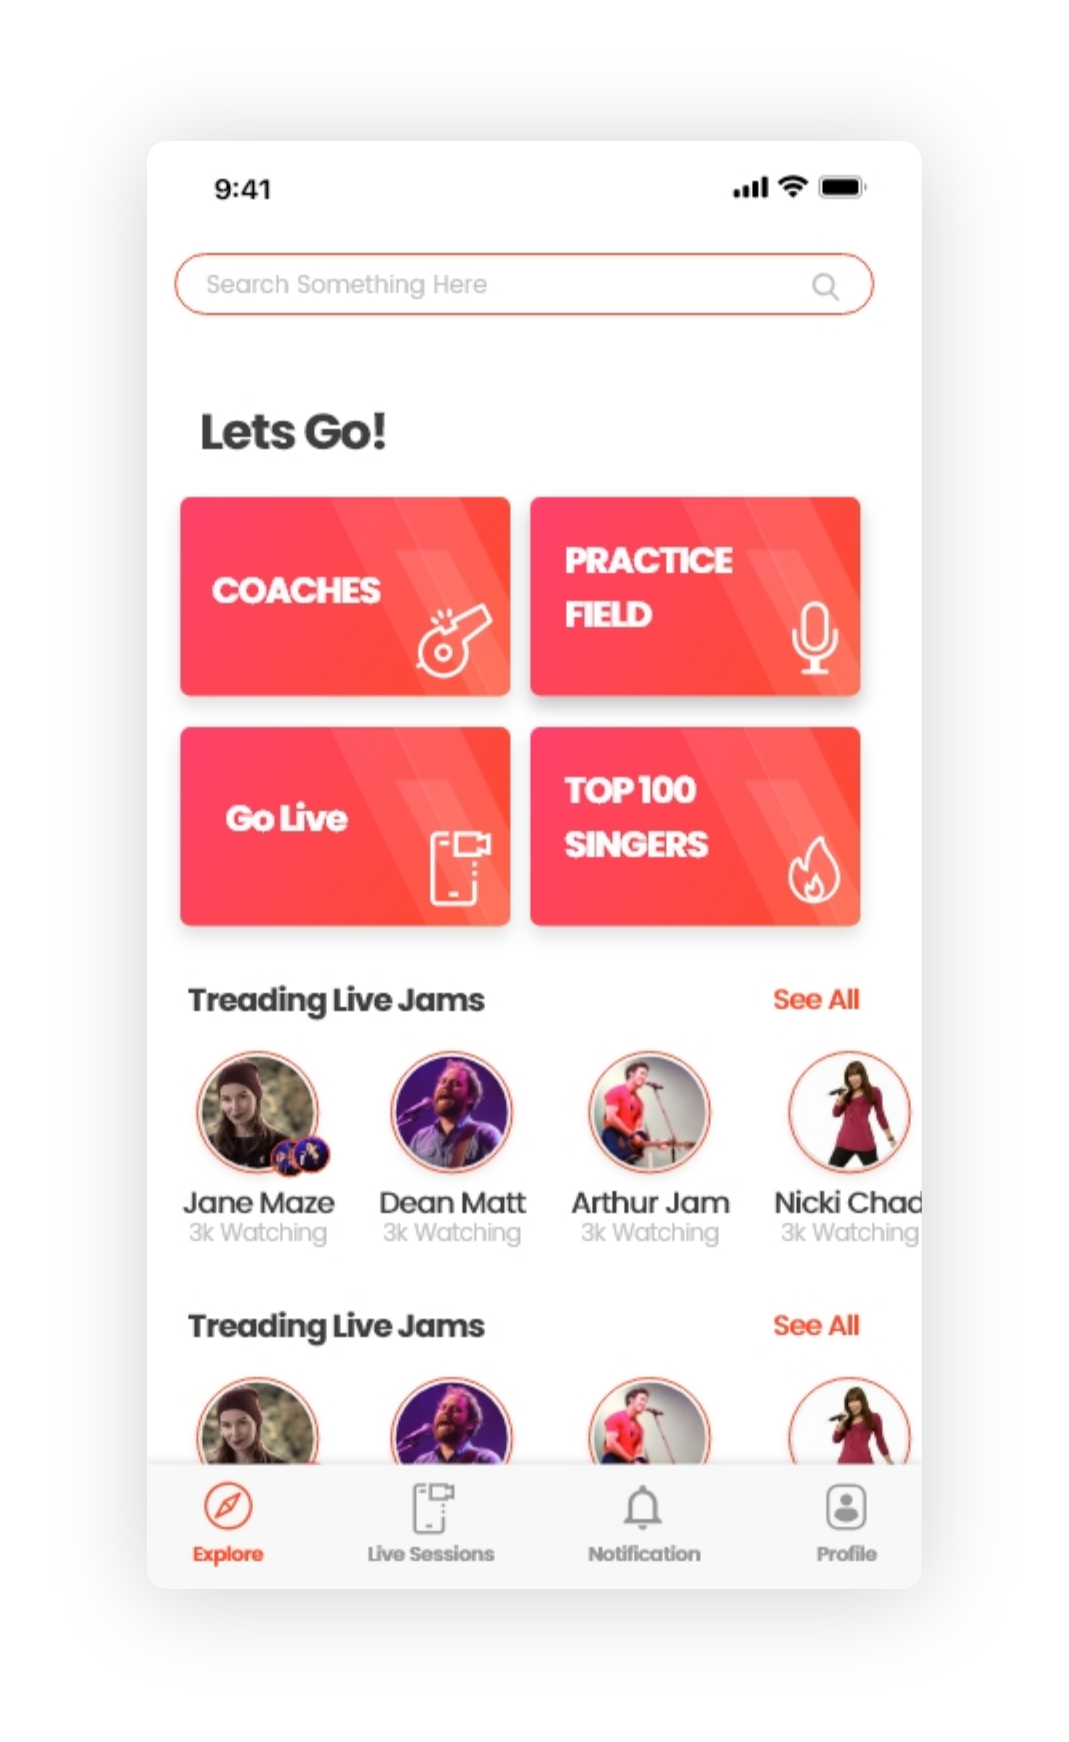 9:41
Search Something Here
Lets Go!
COACHES
PRACTICE
FIELD
Go Live
TOP 100
SINGERS
Treading Live Jams
See All
Jane Maze
Dean Matt
Arthur Jam
Nicki Chad
3k Watching
3k Watching
3k Watching
3k Watching
Treading Live Jams
See All
Explore
Live Sessions
Notification
Profile